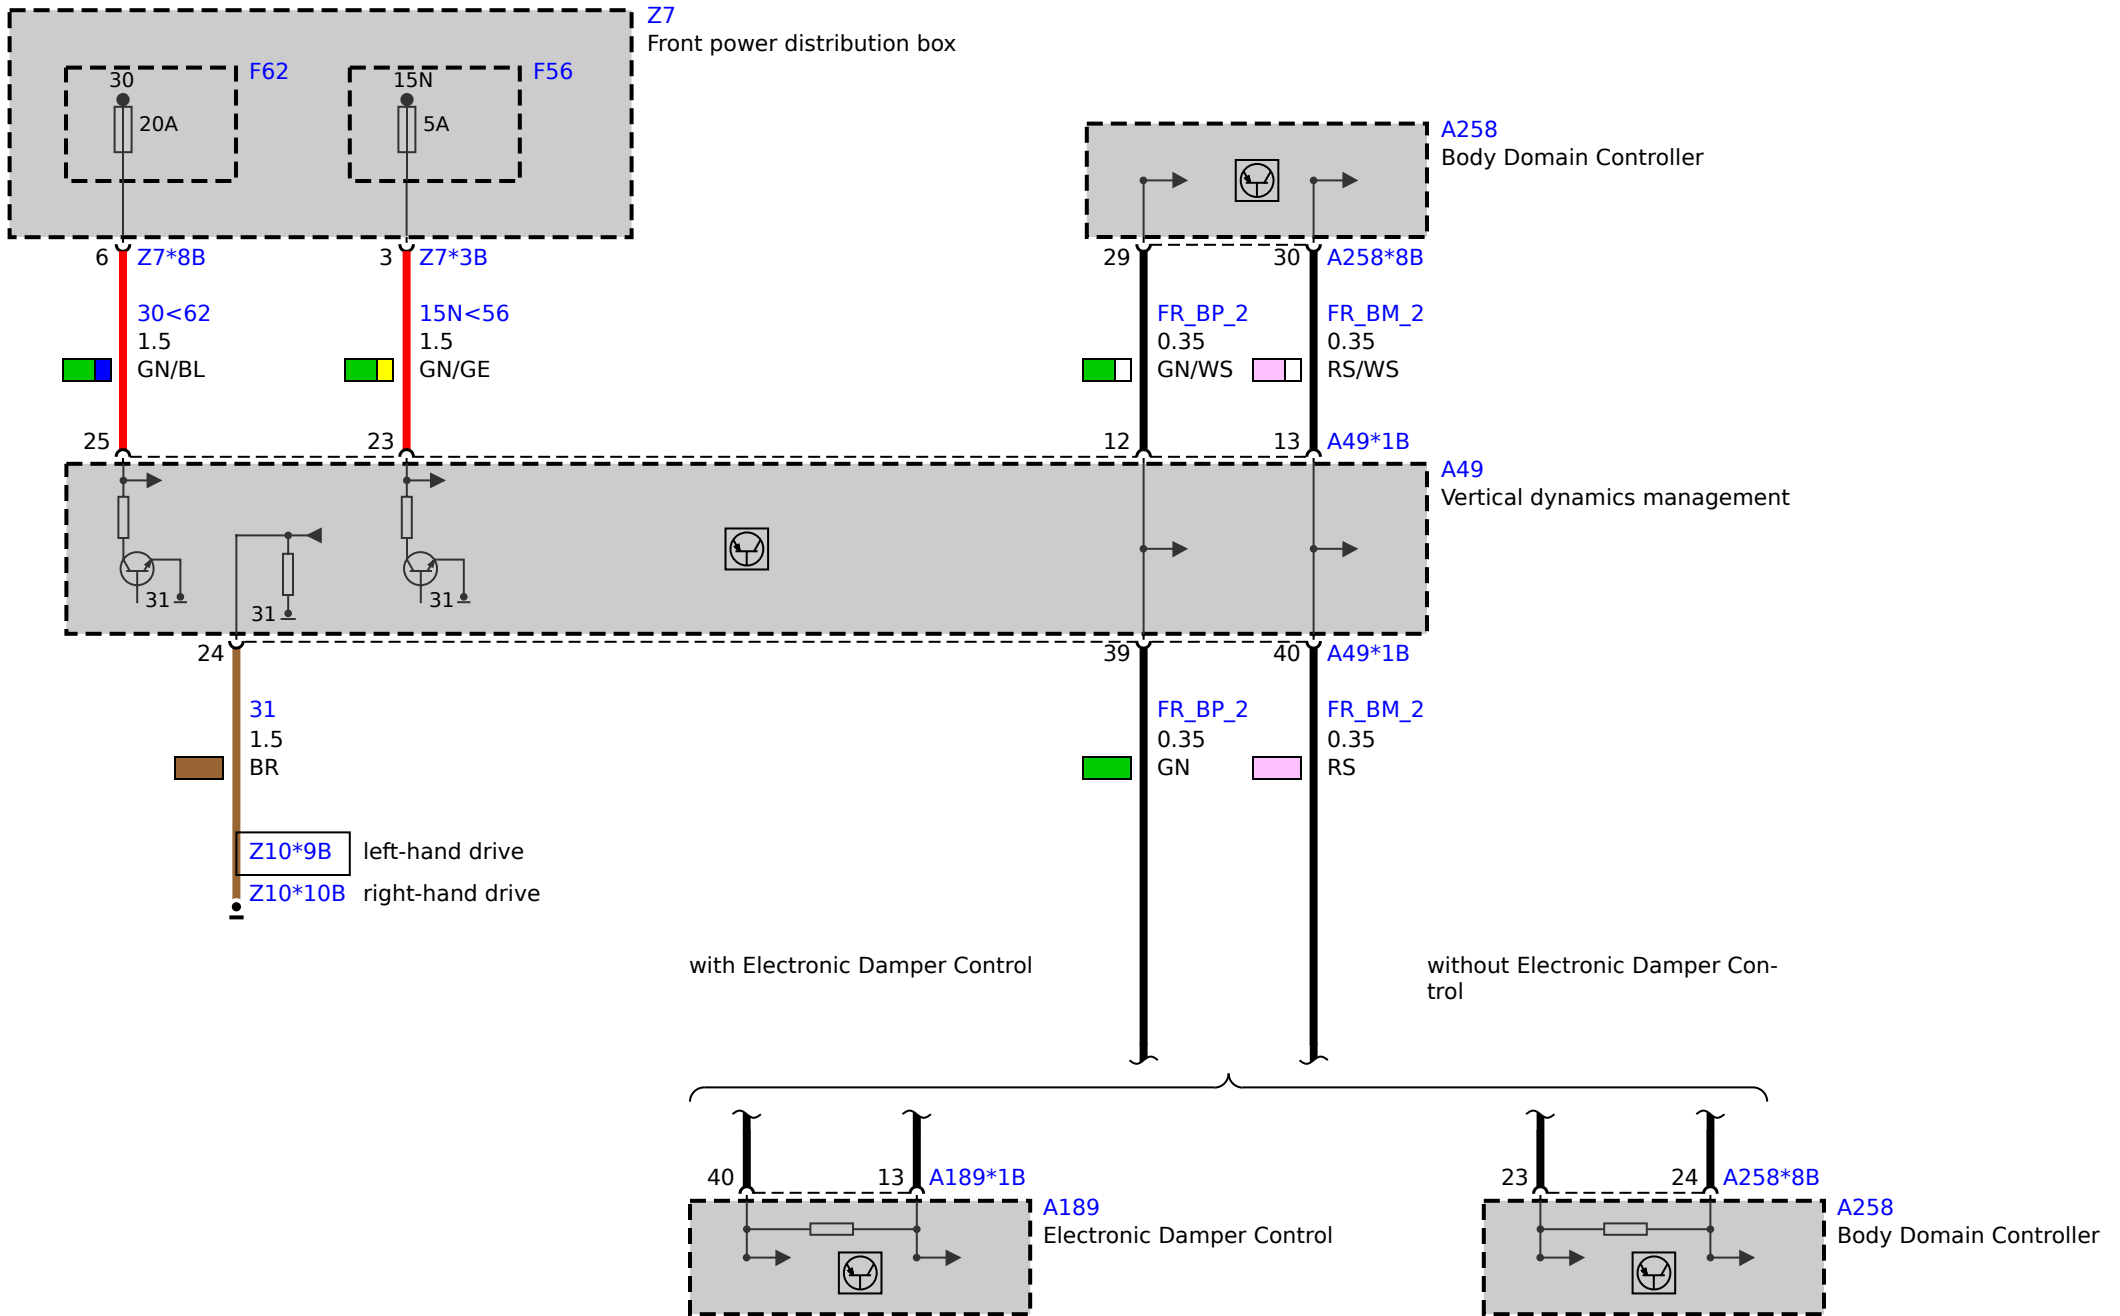 Z7
Front power distribution box
30
F62
15N
F56
20A
5A
A258
Body Domain Controller
6
Z7*8B
3
Z7*3B
29
30
A258*8B
30<62
1.5
GN/BL
15N<56
1.5
GN/GE
FR_BP_2
0.35
GN/WS
FR_BM_2
0.35
RS/WS
25
23
12
13
A49*1B
A49
Vertical dynamics management
31
31
31
24
39
40
A49*1B
31
1.5
BR
FR_BP_2
0.35
GN
FR_BM_2
0.35
RS
Z10*9B
left-hand drive
Z10*10B
right-hand drive
with Electronic Damper Control
without Electronic Damper Con-
trol
40
13
A189*1B
23
24
A258*8B
A189
Electronic Damper Control
A258
Body Domain Controller